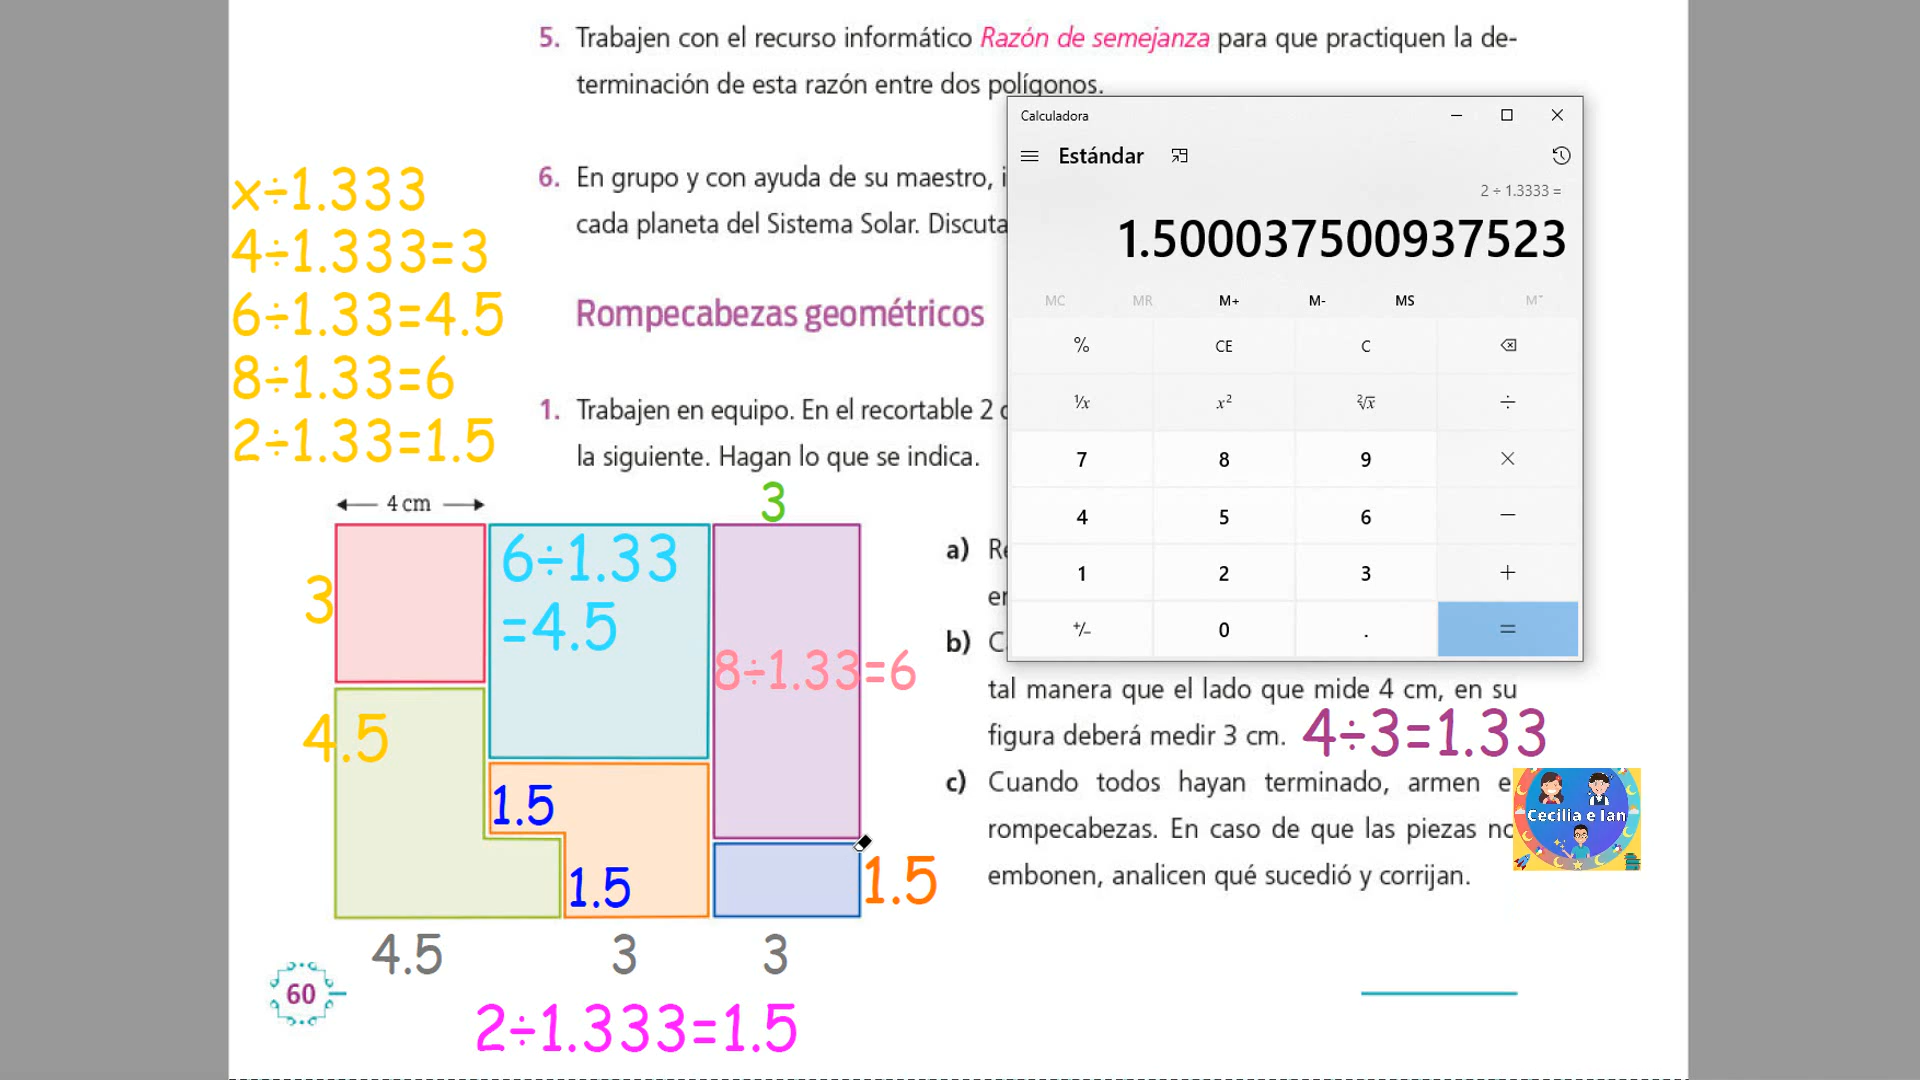 5. Trabajen con el recurso informático Razón de semejanza para que practiquen la de-
terminación de esta razón entre dos polígonos.
6. En grupo y con ayuda de su maestro, i
cada planeta del Sistema Solar. Discuta
Rompecabezas geométricos
1. Trabajen en equipo. En el recortable 2
la siguiente. Hagan lo que se indica.
x÷1.333
4÷1.333=3
6÷1.33=4.5
8÷1.33=6
2÷1.33=1.5
Calculadora
Estándar
2 ÷ 1.3333 =
1.500037500937523
MC MR M+ M- MS M˅
% CE C ⌫
¹/x x² ²√x ÷
7 8 9 ×
4 5 6 −
1 2 3 +
+/− 0 . =
4 cm
3
3
6÷1.33
=4.5
8÷1.33=6
4.5
1.5
1.5
1.5
4.5 3 3
2÷1.333=1.5
a) Re
en
b) C
tal manera que el lado que mide 4 cm, en su
figura deberá medir 3 cm. 4÷3=1.33
c) Cuando todos hayan terminado, armen e
rompecabezas. En caso de que las piezas no
embonen, analicen qué sucedió y corrijan.
Cecilia e Ian
60